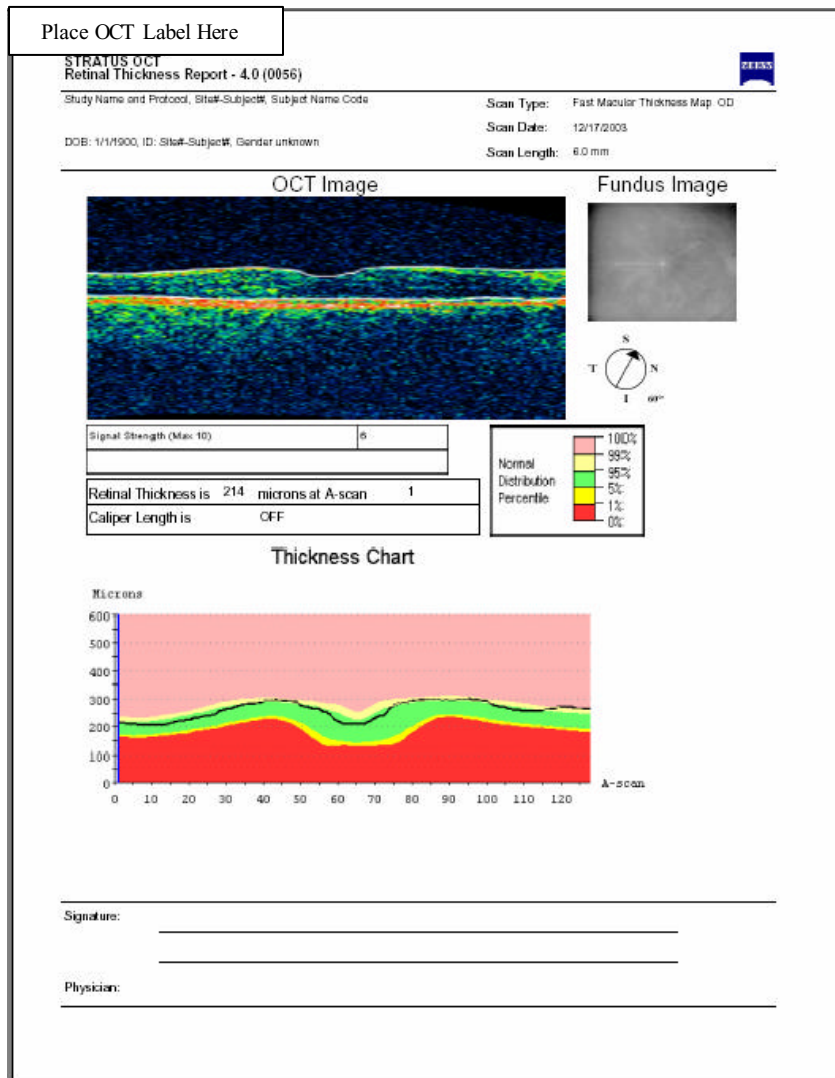 Place OCT Label Here
STRATUS OCT
Retinal Thickness Report - 4.0 (0056)
ZEISS
Study Name and Protocol, Site#-Subject#, Subject Name Code
DOB: 1/1/1900, ID: Site#-Subject#, Gender unknown
Scan Type: Fast Macular Thickness Map OD
Scan Date: 12/17/2003
Scan Length: 6.0 mm
OCT Image
Fundus Image
S
T N
I 60°
Signal Strength (Max 10) 6
Retinal Thickness is 214 microns at A-scan 1
Caliper Length is OFF
Normal
Distribution
Percentile
100%
99%
95%
5%
1%
0%
Thickness Chart
Microns
600
500
400
300
200
100
0
0 10 20 30 40 50 60 70 80 90 100 110 120
A-scan
Signature:
Physician: